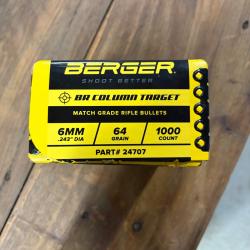 BERGER
SHOOT BETTER
BR COLUMN TARGET
MATCH GRADE RIFLE BULLETS
6MM 64 1000
.243" DIA GRAIN COUNT
PART# 24707